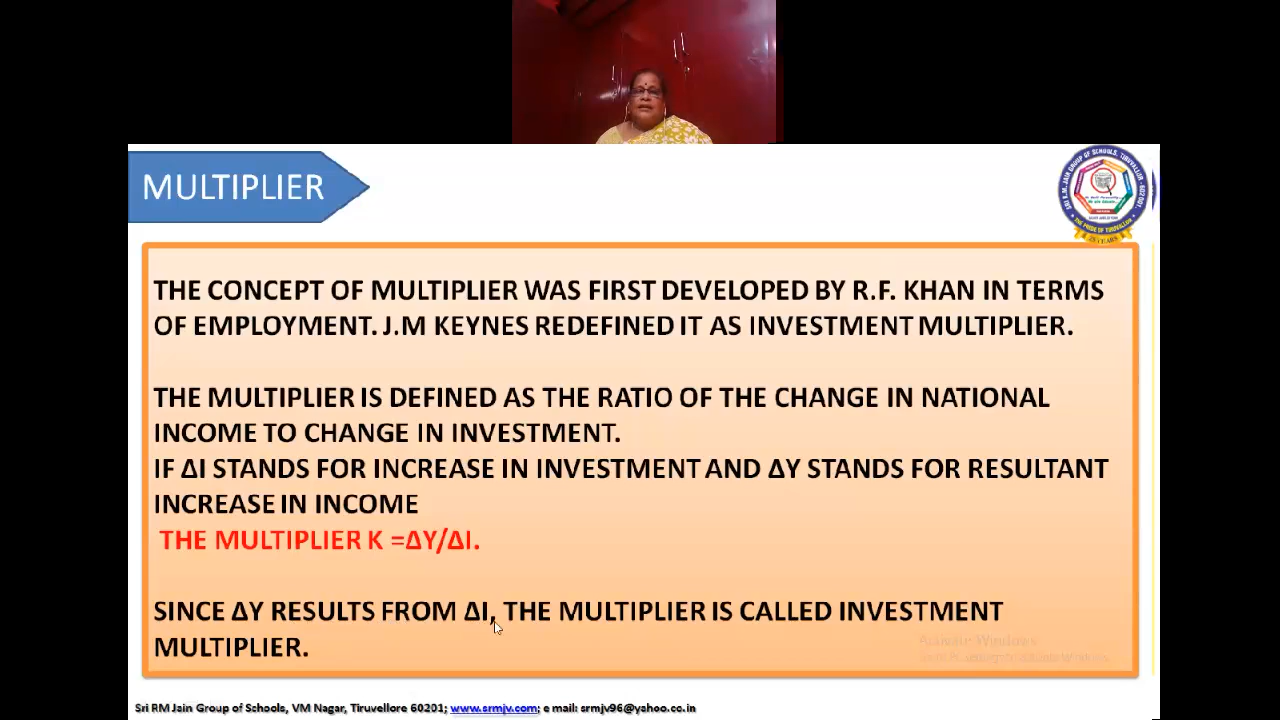 MULTIPLIER
THE CONCEPT OF MULTIPLIER WAS FIRST DEVELOPED BY R.F. KHAN IN TERMS
OF EMPLOYMENT. J.M KEYNES REDEFINED IT AS INVESTMENT MULTIPLIER.
THE MULTIPLIER IS DEFINED AS THE RATIO OF THE CHANGE IN NATIONAL
INCOME TO CHANGE IN INVESTMENT.
IF ΔI STANDS FOR INCREASE IN INVESTMENT AND ΔY STANDS FOR RESULTANT
INCREASE IN INCOME
THE MULTIPLIER K =ΔY/ΔI.
SINCE ΔY RESULTS FROM ΔI, THE MULTIPLIER IS CALLED INVESTMENT
MULTIPLIER.
Activate Windows
Sri RM Jain Group of Schools, VM Nagar, Tiruvellore 60201; www.srmjv.com; e mail: srmjv96@yahoo.co.in